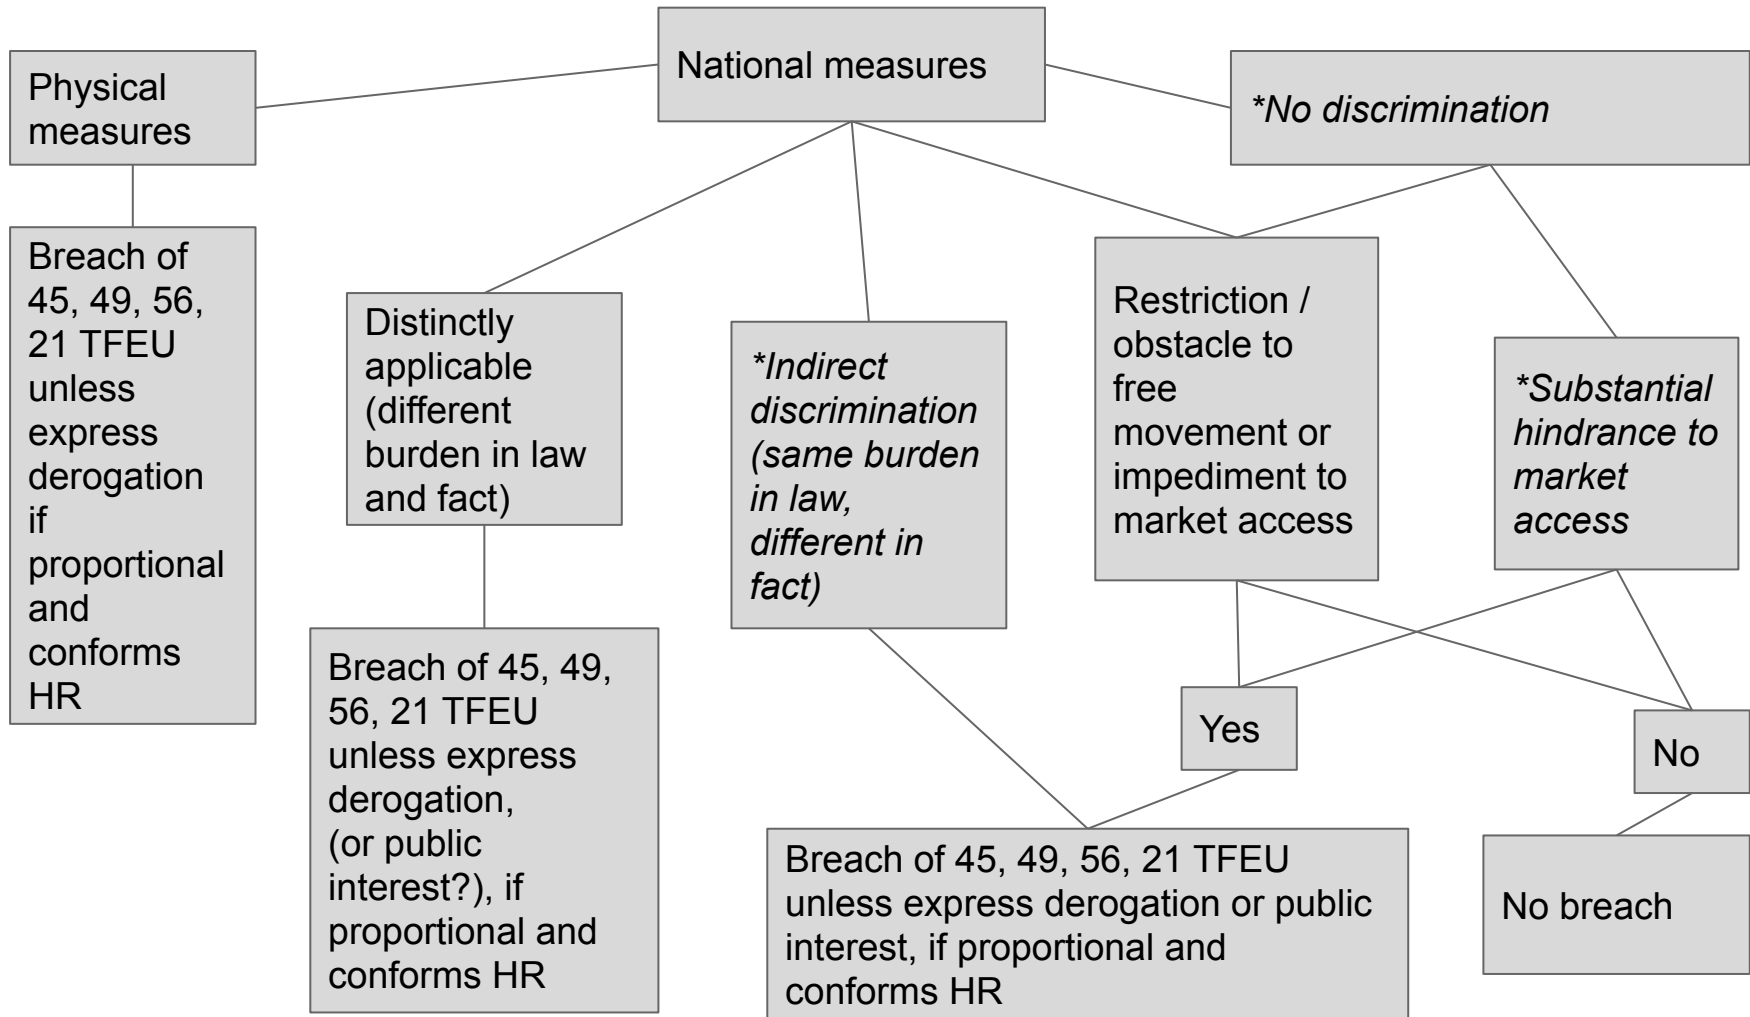 National measures
Physical
measures
*No discrimination
Breach of
45, 49, 56,
21 TFEU
unless
express
derogation
if
proportional
and
conforms
HR
Distinctly
applicable
(different
burden in law
and fact)
*Indirect
discrimination
(same burden
in law,
different in
fact)
Restriction /
obstacle to
free
movement or
impediment to
market access
*Substantial
hindrance to
market
access
Breach of 45, 49,
56, 21 TFEU
unless express
derogation,
(or public
interest?), if
proportional and
conforms HR
Yes
No
Breach of 45, 49, 56, 21 TFEU
unless express derogation or public
interest, if proportional and
conforms HR
No breach